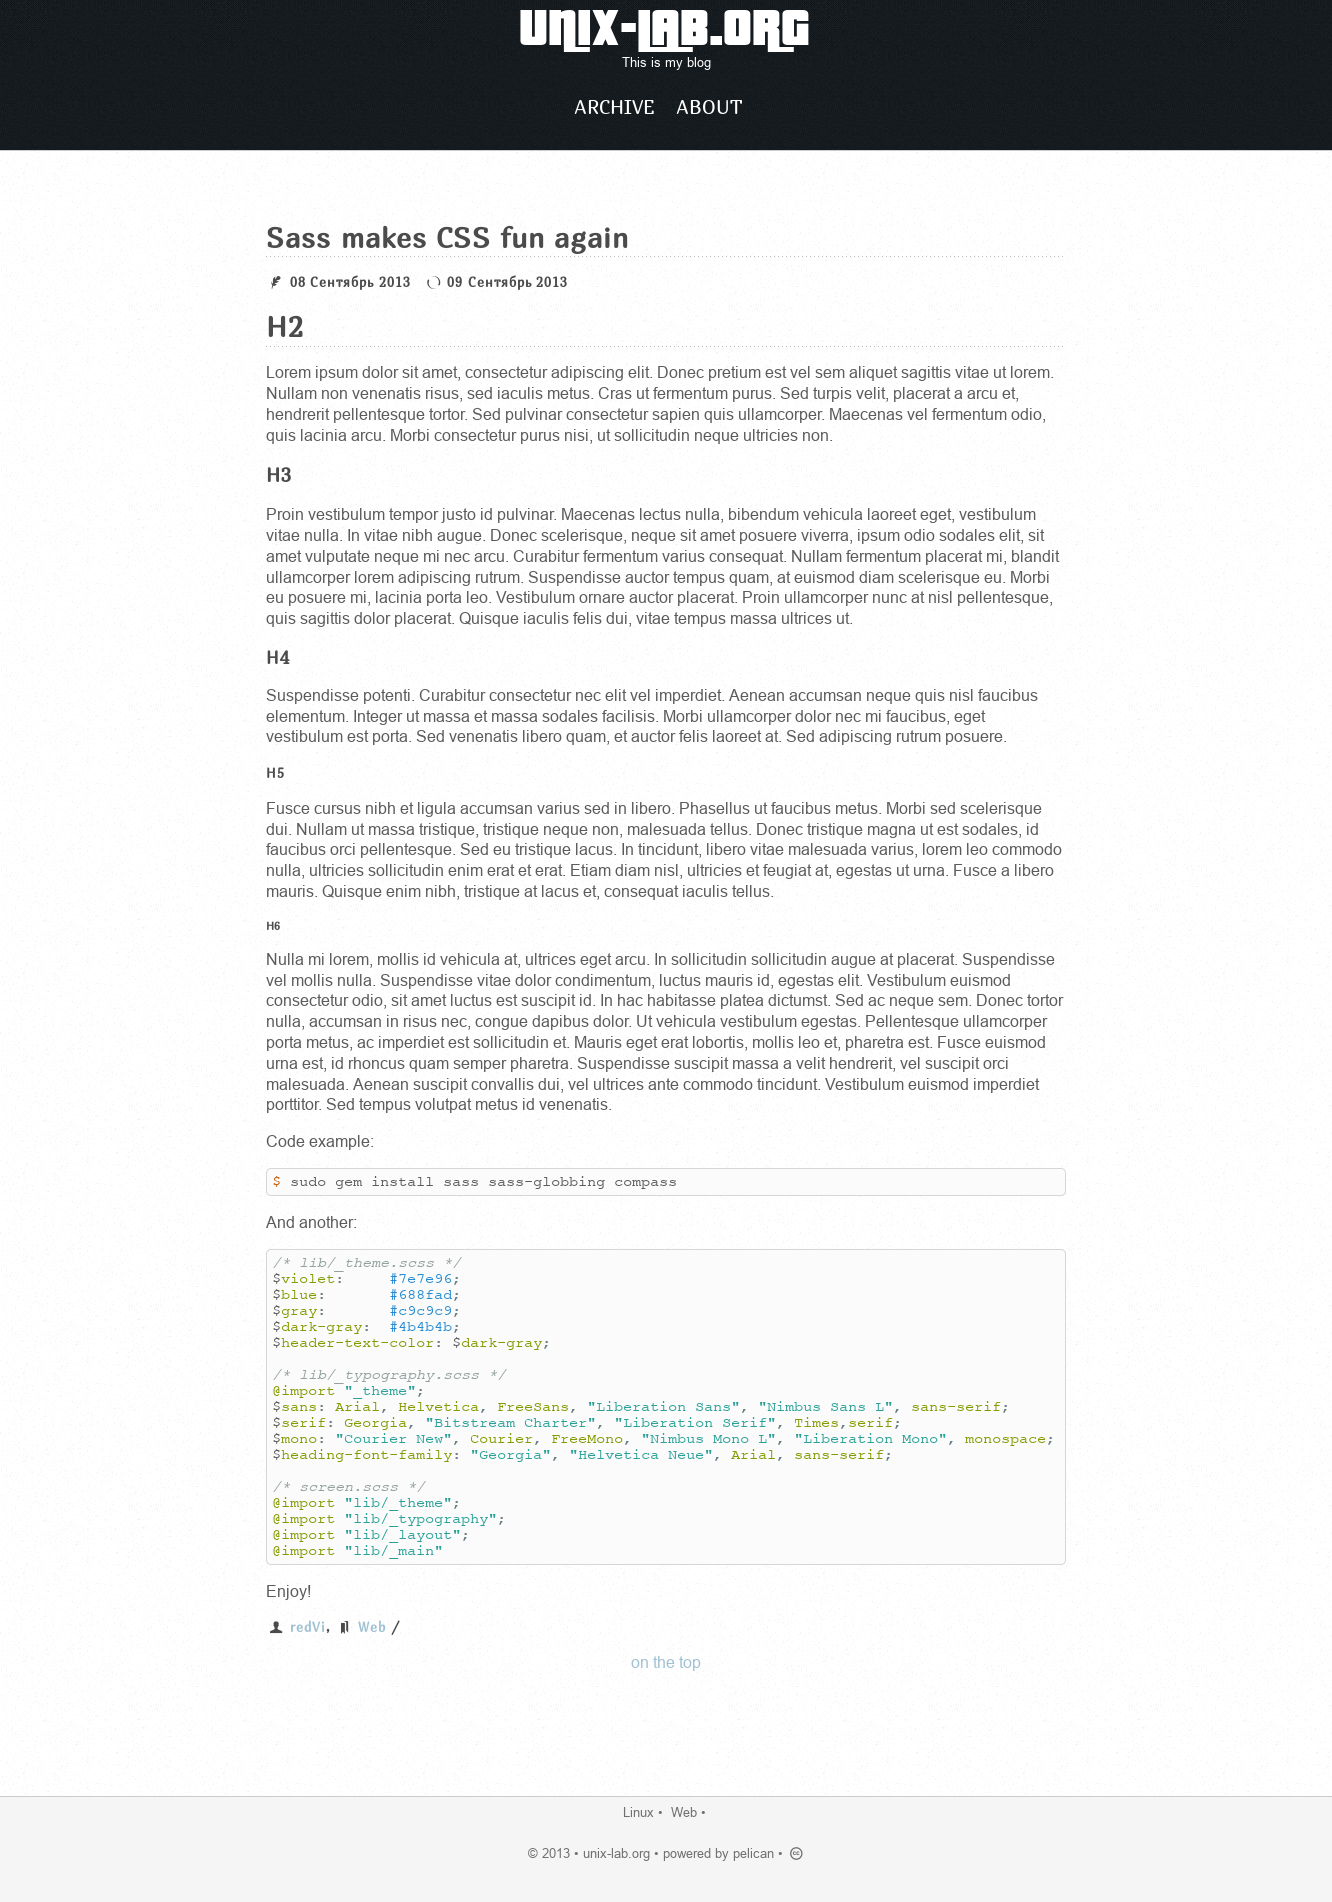 UNIX-LAB.ORG
This is my blog
ARCHIVE ABOUT
Sass makes CSS fun again
08 Сентябрь 2013 09 Сентябрь 2013
H2
Lorem ipsum dolor sit amet, consectetur adipiscing elit. Donec pretium est vel sem aliquet sagittis vitae ut lorem.
Nullam non venenatis risus, sed iaculis metus. Cras ut fermentum purus. Sed turpis velit, placerat a arcu et,
hendrerit pellentesque tortor. Sed pulvinar consectetur sapien quis ullamcorper. Maecenas vel fermentum odio,
quis lacinia arcu. Morbi consectetur purus nisi, ut sollicitudin neque ultricies non.
H3
Proin vestibulum tempor justo id pulvinar. Maecenas lectus nulla, bibendum vehicula laoreet eget, vestibulum
vitae nulla. In vitae nibh augue. Donec scelerisque, neque sit amet posuere viverra, ipsum odio sodales elit, sit
amet vulputate neque mi nec arcu. Curabitur fermentum varius consequat. Nullam fermentum placerat mi, blandit
ullamcorper lorem adipiscing rutrum. Suspendisse auctor tempus quam, at euismod diam scelerisque eu. Morbi
eu posuere mi, lacinia porta leo. Vestibulum ornare auctor placerat. Proin ullamcorper nunc at nisl pellentesque,
quis sagittis dolor placerat. Quisque iaculis felis dui, vitae tempus massa ultrices ut.
H4
Suspendisse potenti. Curabitur consectetur nec elit vel imperdiet. Aenean accumsan neque quis nisl faucibus
elementum. Integer ut massa et massa sodales facilisis. Morbi ullamcorper dolor nec mi faucibus, eget
vestibulum est porta. Sed venenatis libero quam, et auctor felis laoreet at. Sed adipiscing rutrum posuere.
H5
Fusce cursus nibh et ligula accumsan varius sed in libero. Phasellus ut faucibus metus. Morbi sed scelerisque
dui. Nullam ut massa tristique, tristique neque non, malesuada tellus. Donec tristique magna ut est sodales, id
faucibus orci pellentesque. Sed eu tristique lacus. In tincidunt, libero vitae malesuada varius, lorem leo commodo
nulla, ultricies sollicitudin enim erat et erat. Etiam diam nisl, ultricies et feugiat at, egestas ut urna. Fusce a libero
mauris. Quisque enim nibh, tristique at lacus et, consequat iaculis tellus.
H6
Nulla mi lorem, mollis id vehicula at, ultrices eget arcu. In sollicitudin sollicitudin augue at placerat. Suspendisse
vel mollis nulla. Suspendisse vitae dolor condimentum, luctus mauris id, egestas elit. Vestibulum euismod
consectetur odio, sit amet luctus est suscipit id. In hac habitasse platea dictumst. Sed ac neque sem. Donec tortor
nulla, accumsan in risus nec, congue dapibus dolor. Ut vehicula vestibulum egestas. Pellentesque ullamcorper
porta metus, ac imperdiet est sollicitudin et. Mauris eget erat lobortis, mollis leo et, pharetra est. Fusce euismod
urna est, id rhoncus quam semper pharetra. Suspendisse suscipit massa a velit hendrerit, vel suscipit orci
malesuada. Aenean suscipit convallis dui, vel ultrices ante commodo tincidunt. Vestibulum euismod imperdiet
porttitor. Sed tempus volutpat metus id venenatis.
Code example:
$ sudo gem install sass sass-globbing compass
And another:
/* lib/_theme.scss */
$violet:     #7e7e96;
$blue:       #688fad;
$gray:       #c9c9c9;
$dark-gray:  #4b4b4b;
$header-text-color: $dark-gray;
/* lib/_typography.scss */
@import "_theme";
$sans: Arial, Helvetica, FreeSans, "Liberation Sans", "Nimbus Sans L", sans-serif;
$serif: Georgia, "Bitstream Charter", "Liberation Serif", Times,serif;
$mono: "Courier New", Courier, FreeMono, "Nimbus Mono L", "Liberation Mono", monospace;
$heading-font-family: "Georgia", "Helvetica Neue", Arial, sans-serif;
/* screen.scss */
@import "lib/_theme";
@import "lib/_typography";
@import "lib/_layout";
@import "lib/_main"
Enjoy!
redVi, Web /
on the top
Linux • Web •
© 2013 • unix-lab.org • powered by pelican •